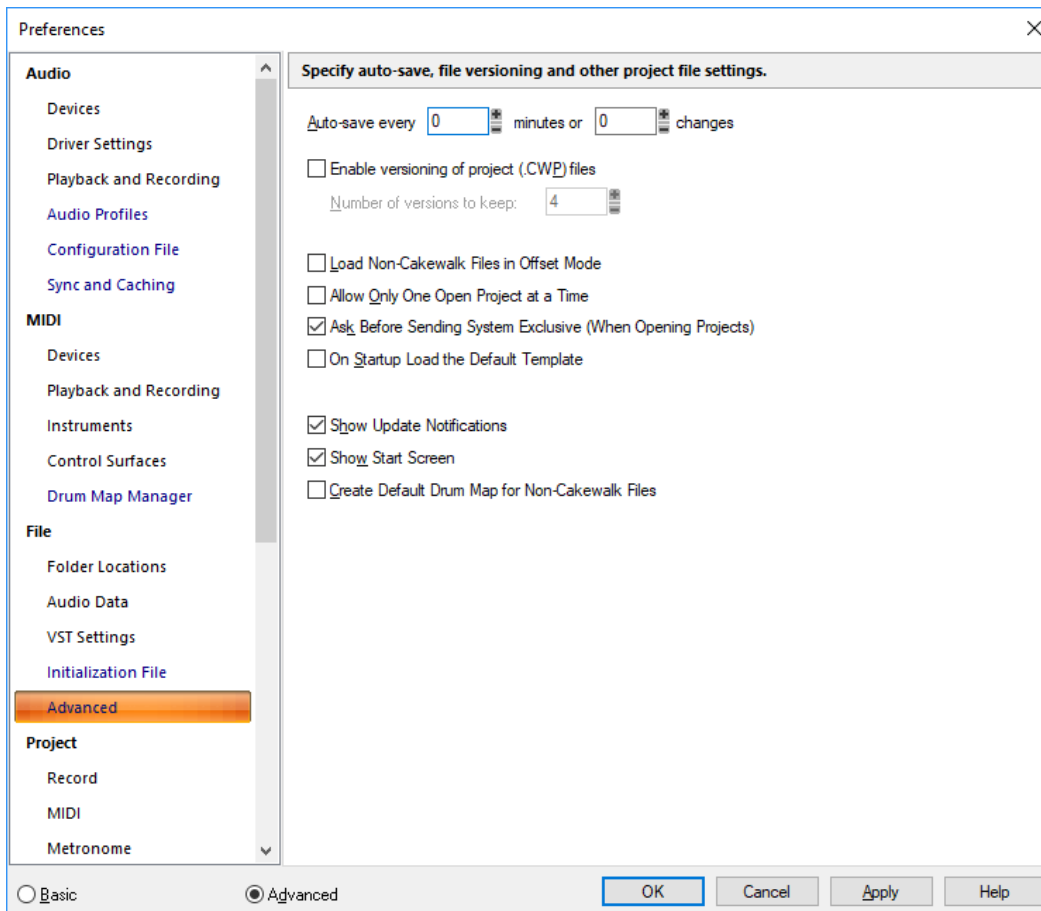 Preferences
Audio
Devices
Driver Settings
Playback and Recording
Audio Profiles
Configuration File
Sync and Caching
MIDI
Devices
Playback and Recording
Instruments
Control Surfaces
Drum Map Manager
File
Folder Locations
Audio Data
VST Settings
Initialization File
Advanced
Project
Record
MIDI
Metronome
Specify auto-save, file versioning and other project file settings.
Auto-save every 0 minutes or 0 changes
Enable versioning of project (.CWP) files
Number of versions to keep: 4
Load Non-Cakewalk Files in Offset Mode
Allow Only One Open Project at a Time
Ask Before Sending System Exclusive (When Opening Projects)
On Startup Load the Default Template
Show Update Notifications
Show Start Screen
Create Default Drum Map for Non-Cakewalk Files
Basic Advanced OK Cancel Apply Help